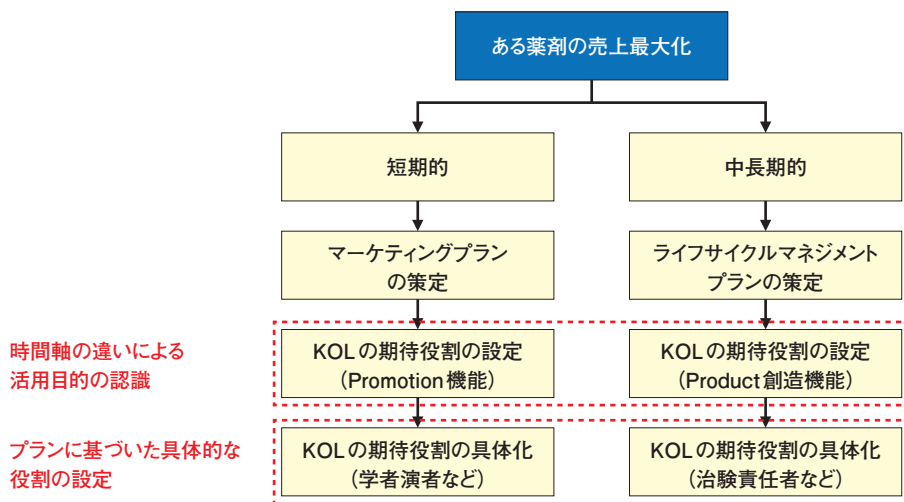 ある薬剤の売上最大化
短期的
中長期的
マーケティングプラン
の策定
ライフサイクルマネジメント
プランの策定
時間軸の違いによる
活用目的の認識
KOLの期待役割の設定
（Promotion機能）
KOLの期待役割の設定
（Product創造機能）
プランに基づいた具体的な
役割の設定
KOLの期待役割の具体化
（学者演者など）
KOLの期待役割の具体化
（治験責任者など）